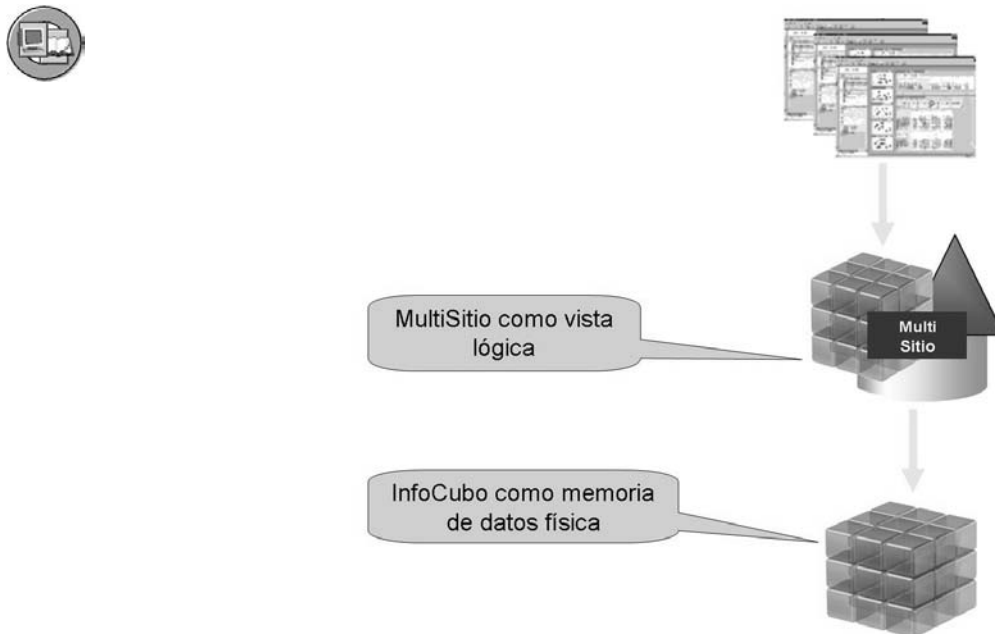 MultiSitio como vista
lógica
Multi
Sitio
InfoCubo como memoria
de datos física